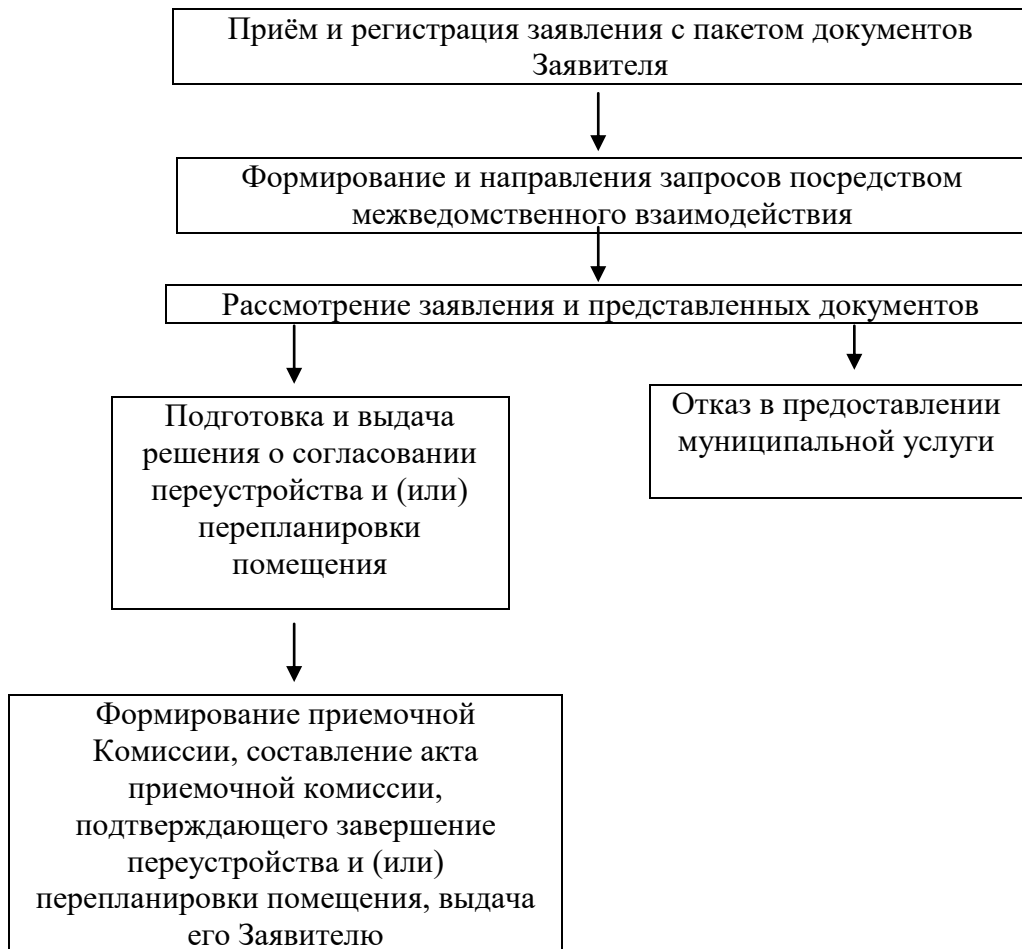 Приём и регистрация заявления с пакетом документов
Заявителя
Формирование и направления запросов посредством
межведомственного взаимодействия
Рассмотрение заявления и представленных документов
Подготовка и выдача
решения о согласовании
переустройства и (или)
перепланировки
помещения
Отказ в предоставлении
муниципальной услуги
Формирование приемочной
Комиссии, составление акта
приемочной комиссии,
подтверждающего завершение
переустройства и (или)
перепланировки помещения, выдача
его Заявителю